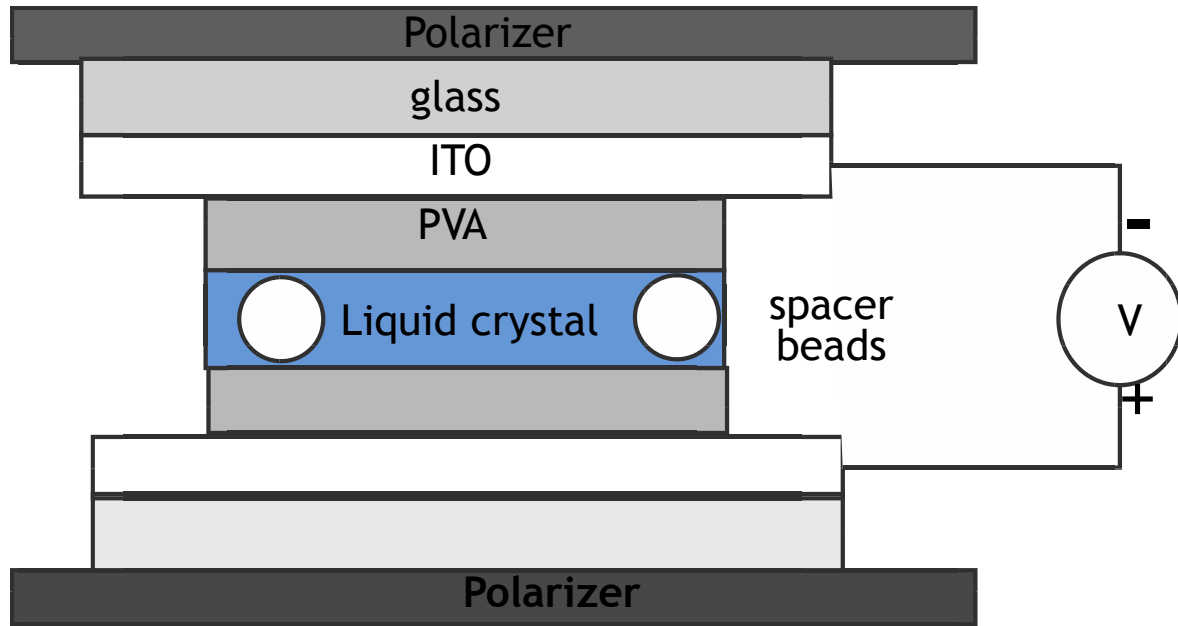 Polarizer
glass
ITO
PVA
-
Liquid crystal
spacer
beads
V
+
Polarizer